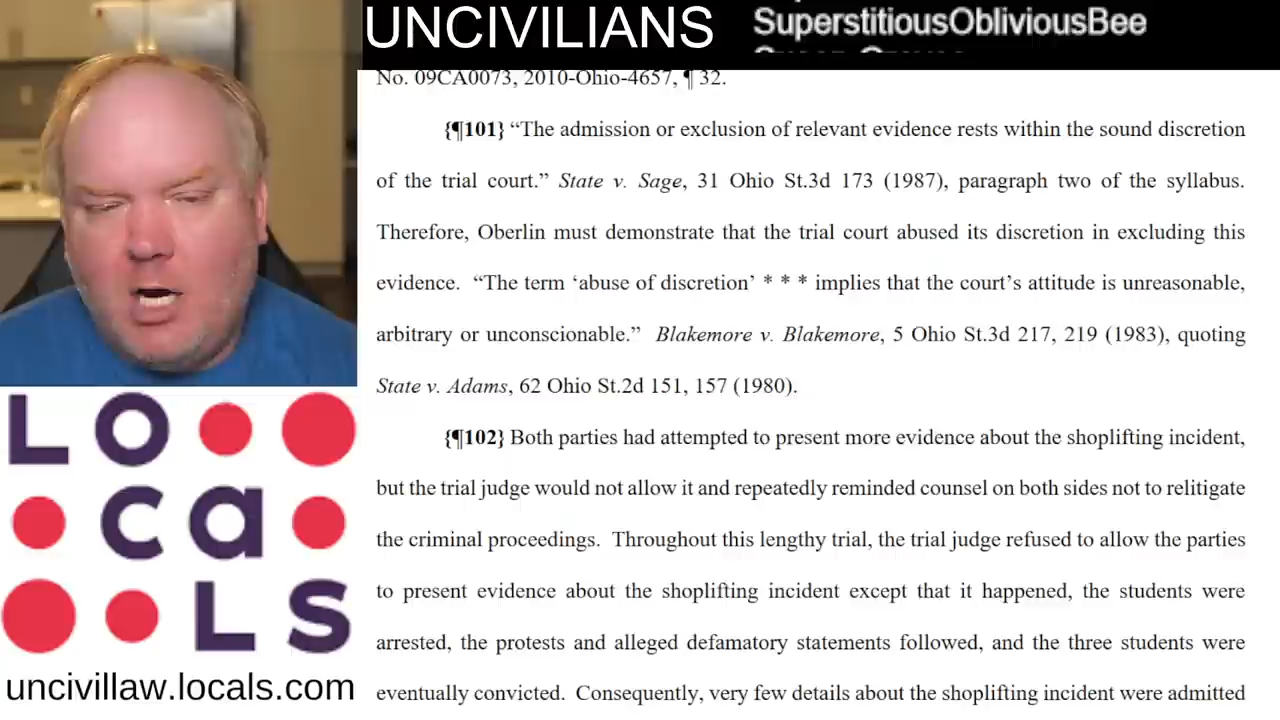 UNCIVILIANS
SuperstitiousObliviousBee
No. 09CA0073, 2010-Ohio-4657, ¶ 32.
{¶101} “The admission or exclusion of relevant evidence rests within the sound discretion
of the trial court.” State v. Sage, 31 Ohio St.3d 173 (1987), paragraph two of the syllabus.
Therefore, Oberlin must demonstrate that the trial court abused its discretion in excluding this
evidence. “The term ‘abuse of discretion’ * * * implies that the court’s attitude is unreasonable,
arbitrary or unconscionable.” Blakemore v. Blakemore, 5 Ohio St.3d 217, 219 (1983), quoting
State v. Adams, 62 Ohio St.2d 151, 157 (1980).
{¶102} Both parties had attempted to present more evidence about the shoplifting incident,
but the trial judge would not allow it and repeatedly reminded counsel on both sides not to relitigate
the criminal proceedings. Throughout this lengthy trial, the trial judge refused to allow the parties
to present evidence about the shoplifting incident except that it happened, the students were
arrested, the protests and alleged defamatory statements followed, and the three students were
eventually convicted. Consequently, very few details about the shoplifting incident were admitted
LO
ca
LS
uncivillaw.locals.com